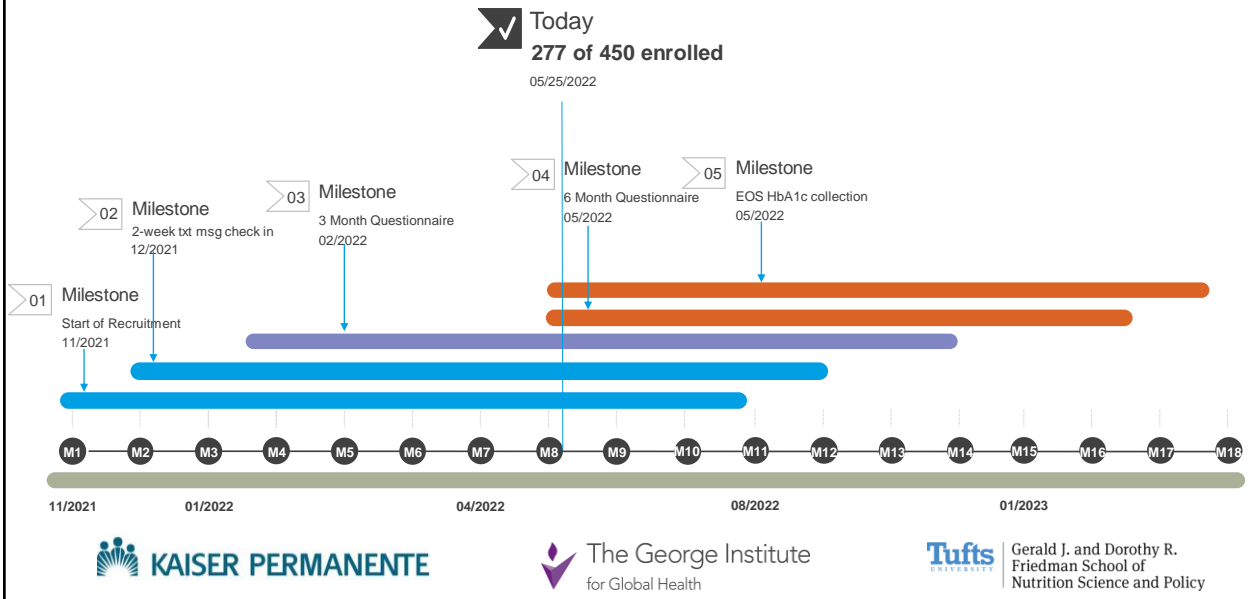 Today
277 of 450 enrolled
05/25/2022
04
Milestone
6 Month Questionnaire
05/2022
05
Milestone
EOS HbA1c collection
05/2022
03
Milestone
3 Month Questionnaire
02/2022
02
Milestone
2-week txt msg check in
12/2021
01
Milestone
Start of Recruitment
11/2021
M1 M2 M3 M4 M5 M6 M7 M8 M9 M10 M11 M12 M13 M14 M15 M16 M17 M18
11/2021 01/2022 04/2022 08/2022 01/2023
KAISER PERMANENTE
The George Institute
for Global Health
Tufts
UNIVERSITY
Gerald J. and Dorothy R.
Friedman School of
Nutrition Science and Policy